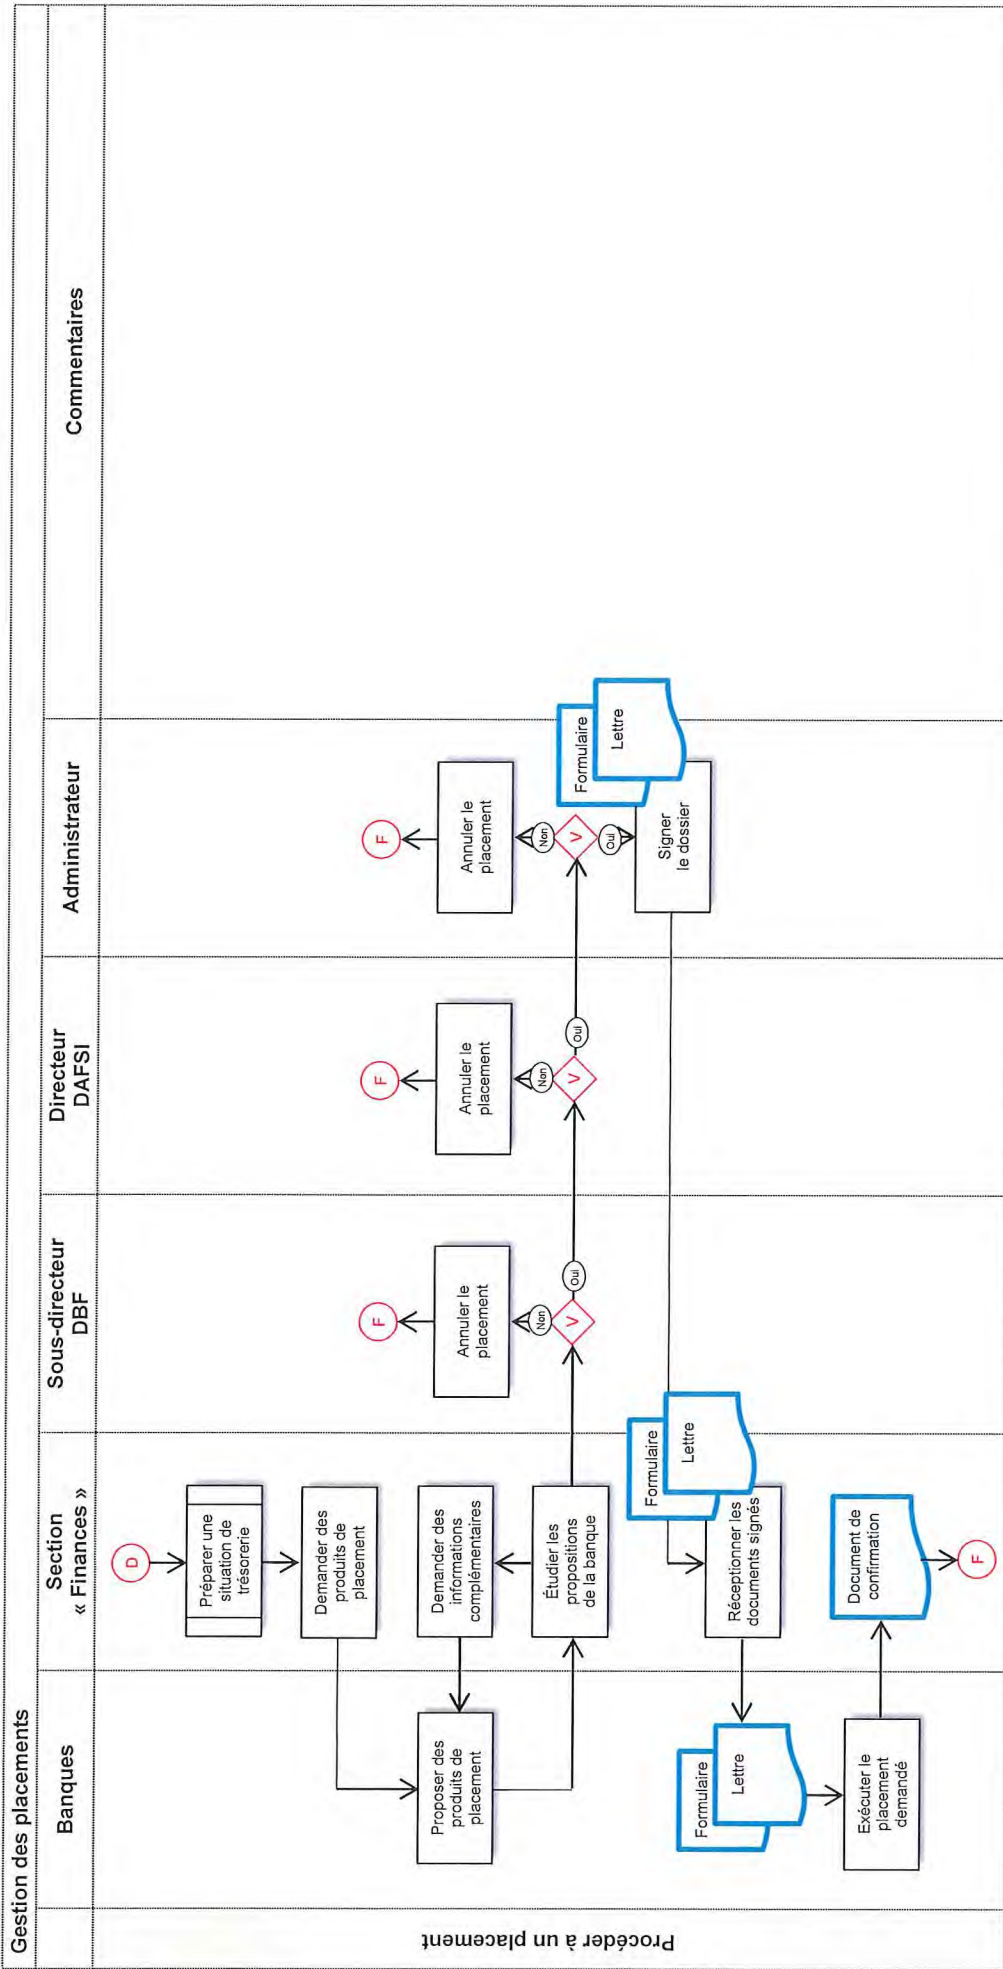 Gestion des placements
Banques
Section
« Finances »
Sous-directeur
DBF
Directeur
DAFSI
Administrateur
Commentaires
Procéder à un placement
D
Préparer une
situation de
trésorerie
Demander des
produits de
placement
Proposer des
produits de
placement
Demander des
informations
complémentaires
Étudier les
propositions
de la banque
F
Annuler le
placement
Non
V
Oui
F
Annuler le
placement
Non
V
Oui
F
Annuler le
placement
Non
V
Oui
Formulaire
Lettre
Signer
le dossier
Formulaire
Lettre
Réceptionner les
documents signés
Formulaire
Lettre
Exécuter le
placement
demandé
Document de
confirmation
F